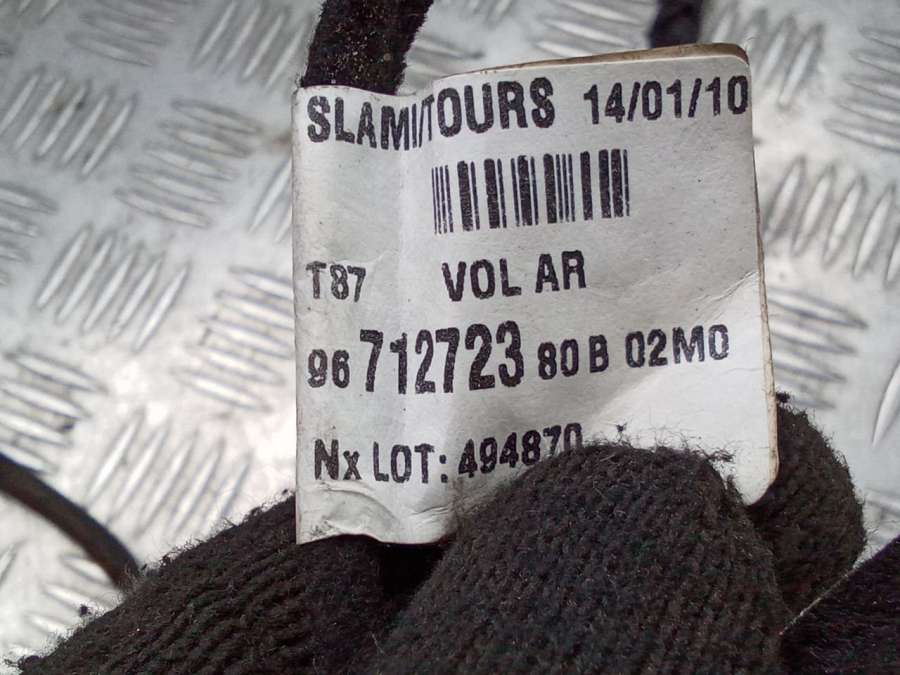 SLAMI/TOURS 14/01/10
T87 VOL AR
96 712723 80 B 02M0
Nx LOT: 494870